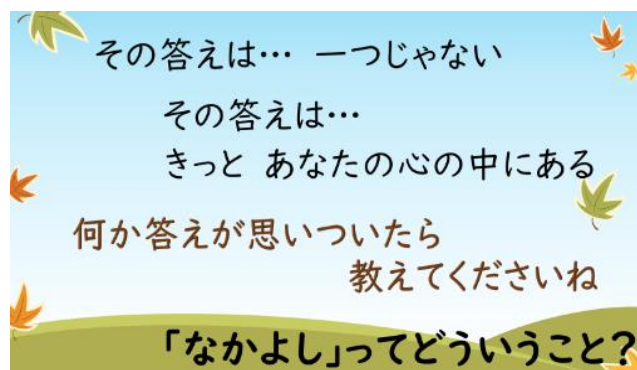 その答えは… 一つじゃない
その答えは…
きっと あなたの心の中にある
何か答えが思いついたら
教えてくださいね
「なかよし」ってどういうこと？